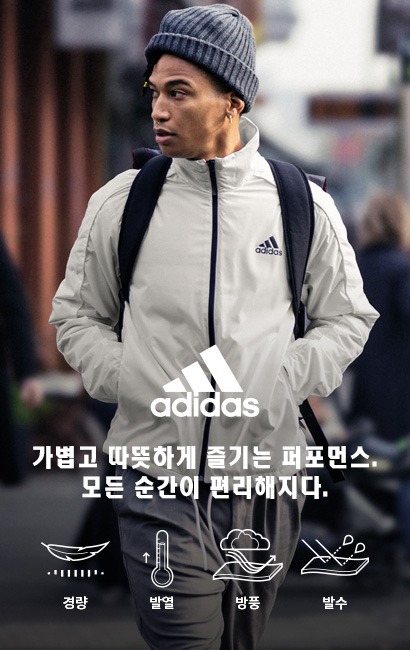 adidas
adidas
가볍고 따뜻하게 즐기는 퍼포먼스.
모든 순간이 편리해지다.
경량
발열
방풍
발수